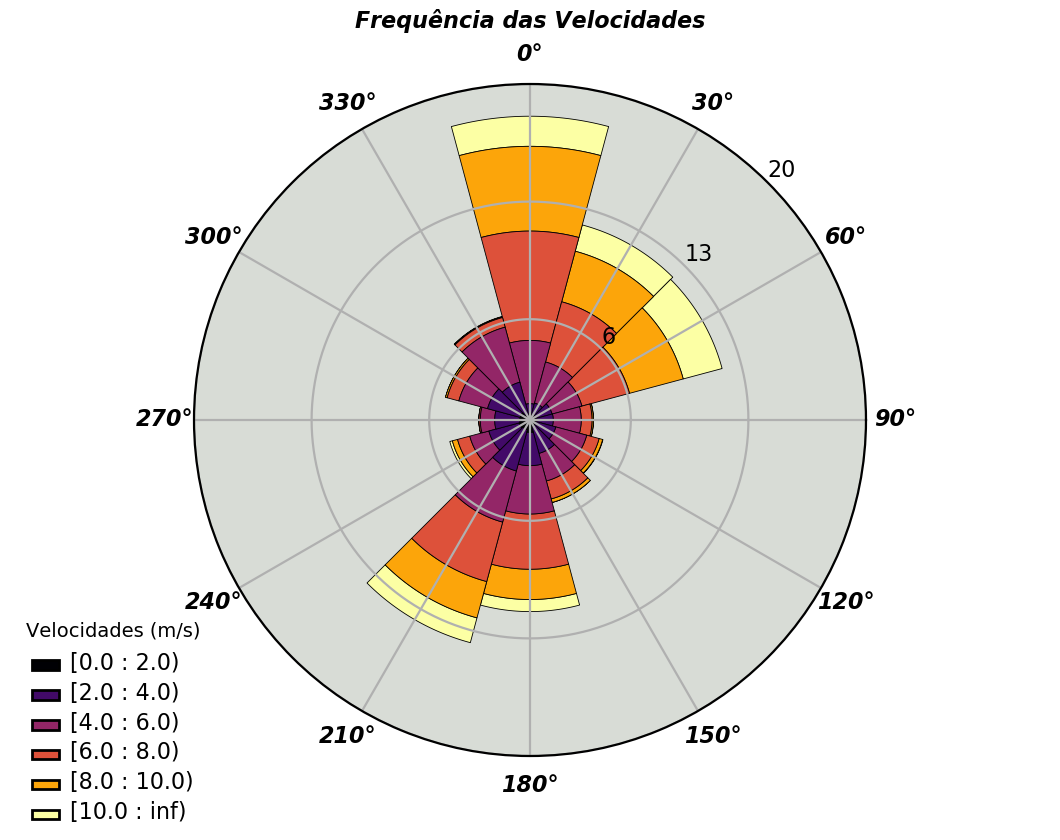 Frequência das Velocidades
0°
330°
30°
20
300°
60°
13
6
270°
90°
240°
120°
210°
150°
180°
Velocidades (m/s)
[0.0 : 2.0)
[2.0 : 4.0)
[4.0 : 6.0)
[6.0 : 8.0)
[8.0 : 10.0)
[10.0 : inf)